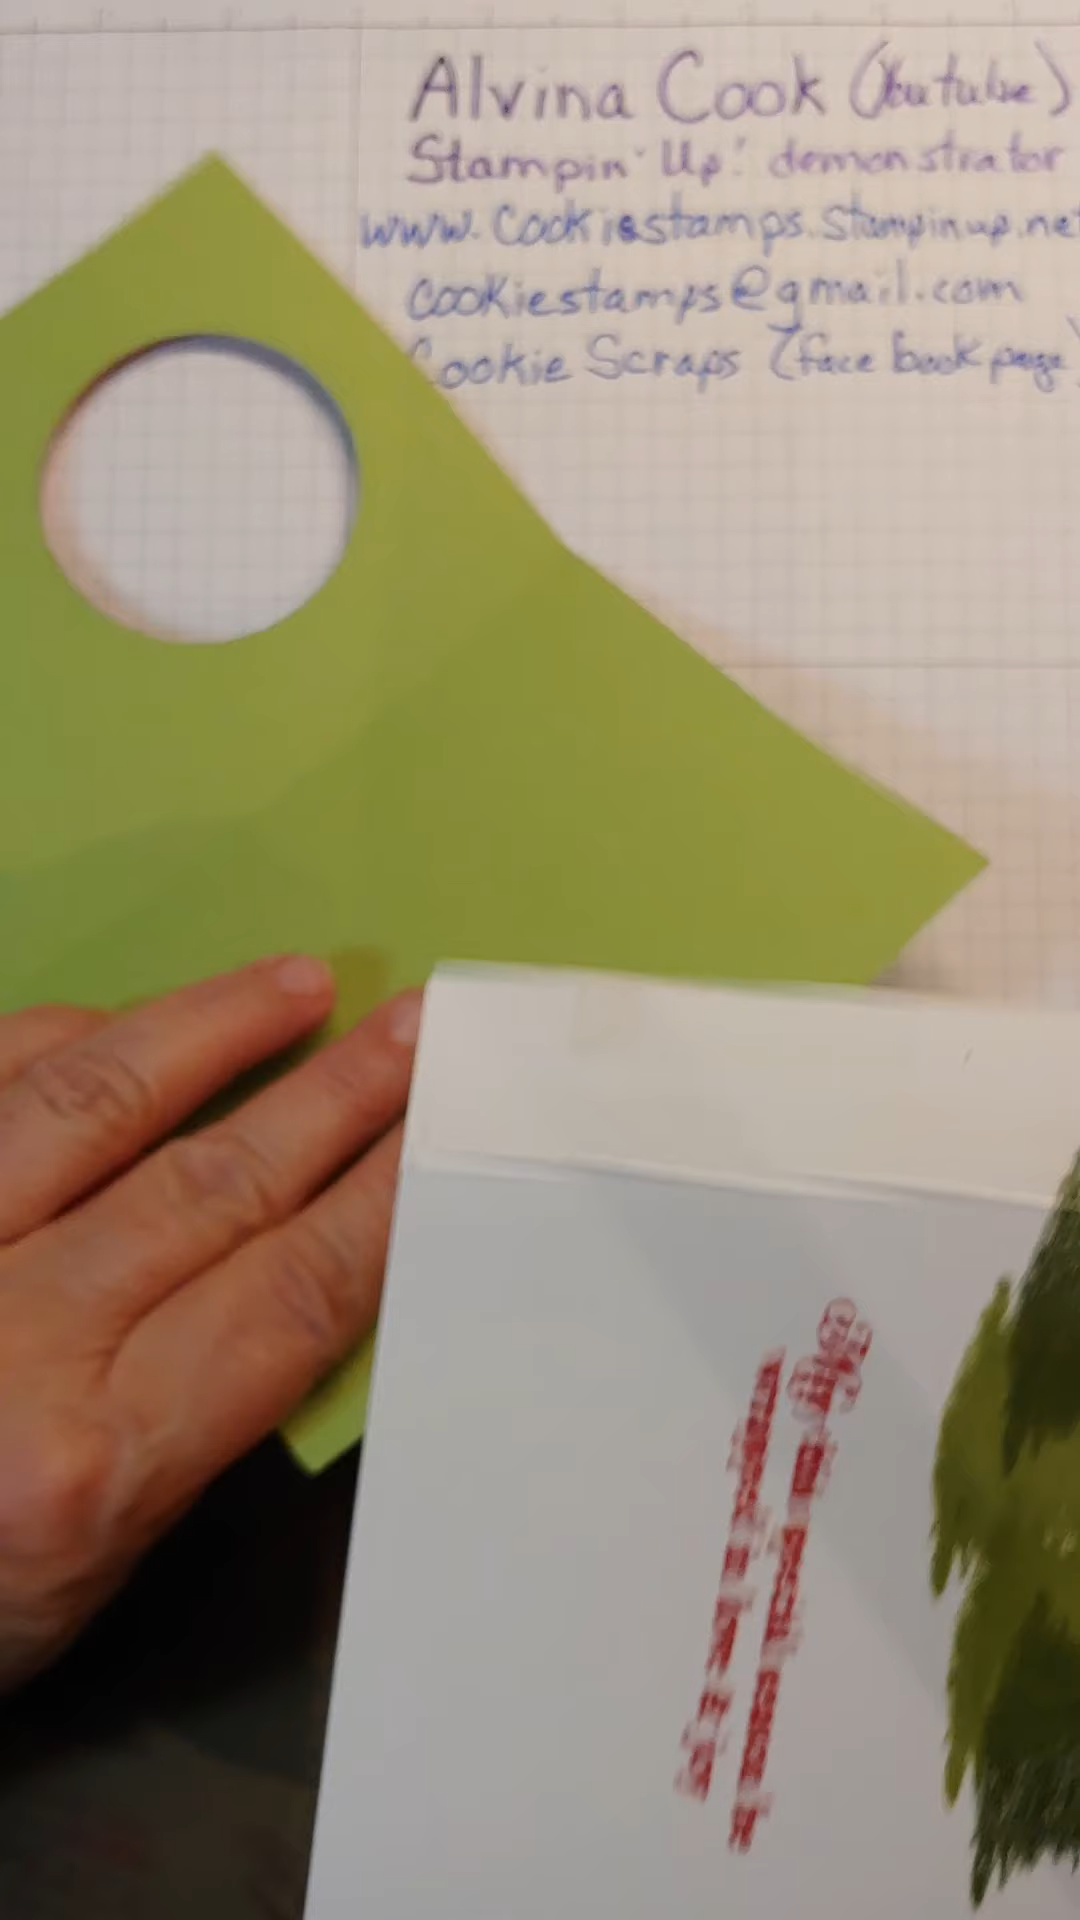 Alvina Cook (Youtube)
Stampin' Up! demonstrator
www.Cookiestamps.stampinup.net
cookiestamps@gmail.com
Cookie Scraps (face book page)